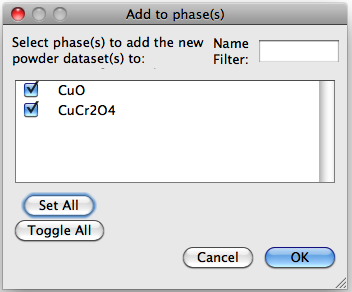 Add to phase(s)
Select phase(s) to add the new
powder dataset(s) to:
Name
Filter:
CuO
CuCr2O4
Set All
Toggle All
Cancel
OK